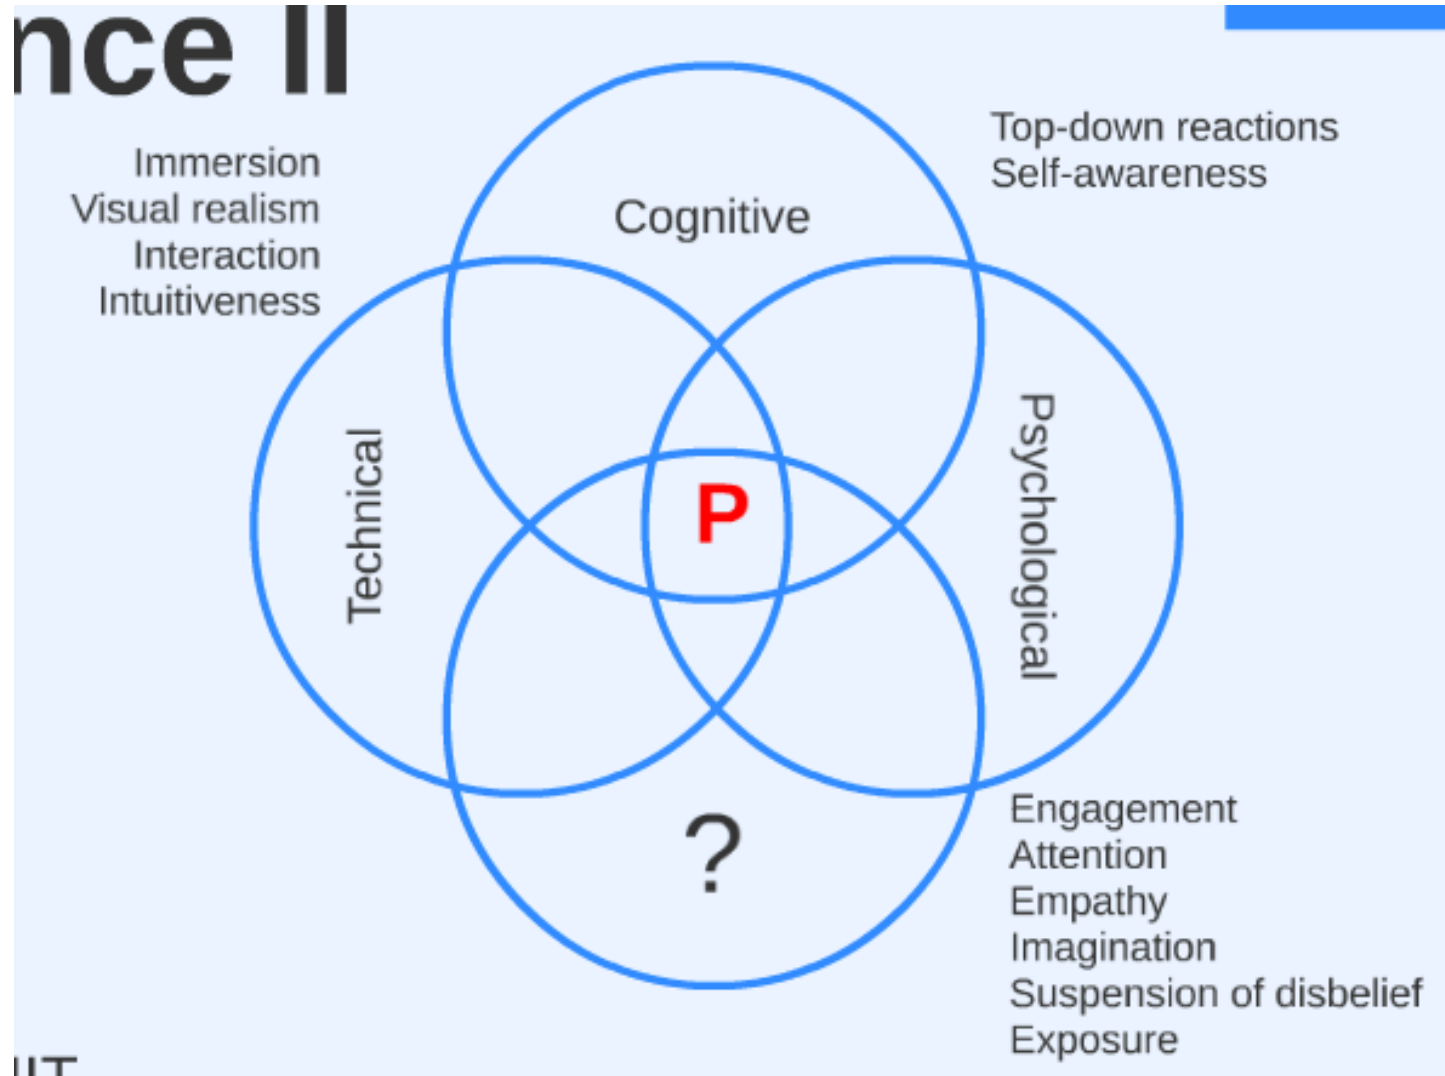 nce II
Immersion
Visual realism
Interaction
Intuitiveness
Top-down reactions
Self-awareness
Cognitive
Technical
P
Psychological
?
Engagement
Attention
Empathy
Imagination
Suspension of disbelief
Exposure